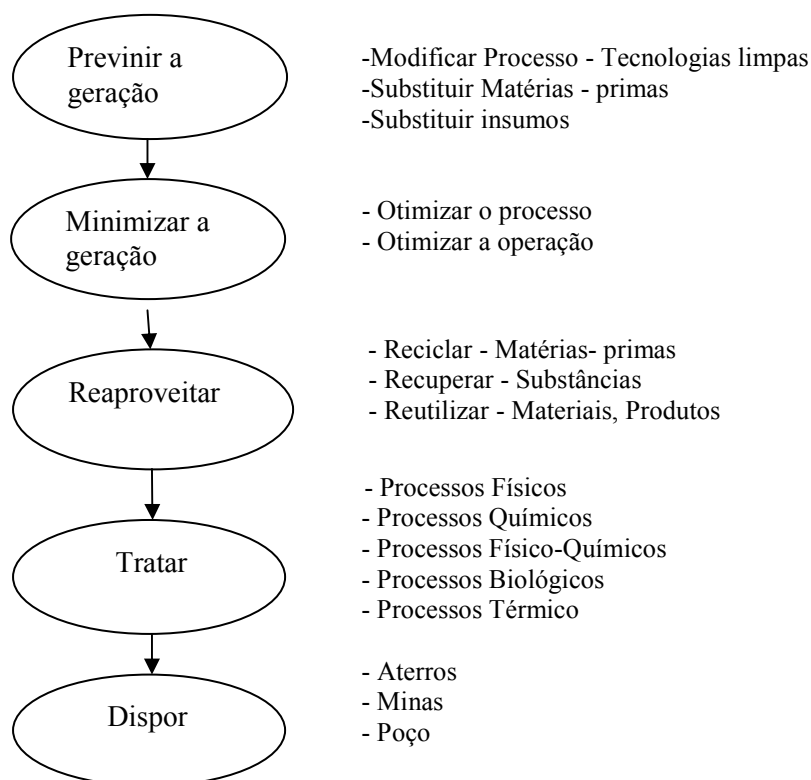 Previnir a
geração
-Modificar Processo - Tecnologias limpas
-Substituir Matérias - primas
-Substituir insumos
Minimizar a
geração
- Otimizar o processo
- Otimizar a operação
Reaproveitar
- Reciclar - Matérias- primas
- Recuperar - Substâncias
- Reutilizar - Materiais, Produtos
Tratar
- Processos Físicos
- Processos Químicos
- Processos Físico-Químicos
- Processos Biológicos
- Processos Térmico
Dispor
- Aterros
- Minas
- Poço